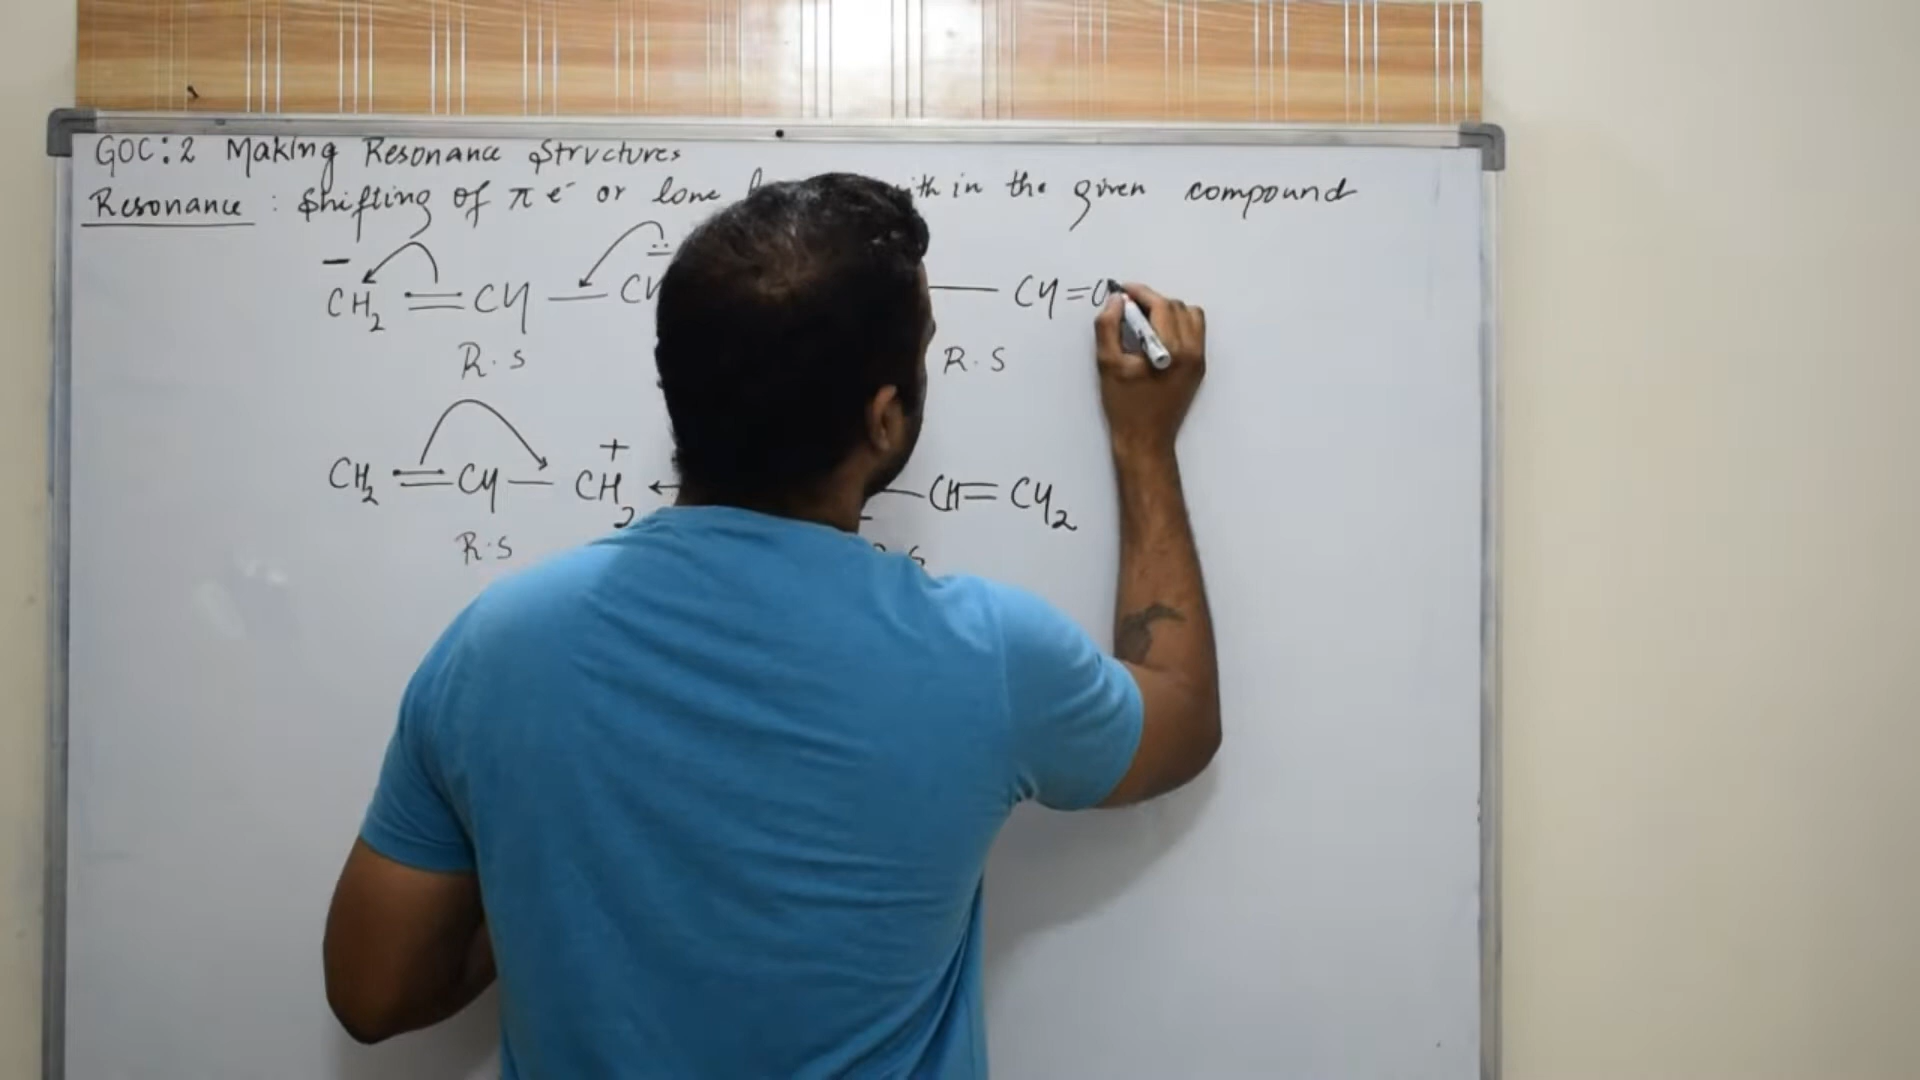 GOC:2 Making Resonance Structures
Resonance : Shifting of π e⁻ or lone with in the given compound
CH₂ = CH — CH — CH =
R.S R.S
CH₂ = CH — CH₂⁺ ← — CH = CH₂
R.S